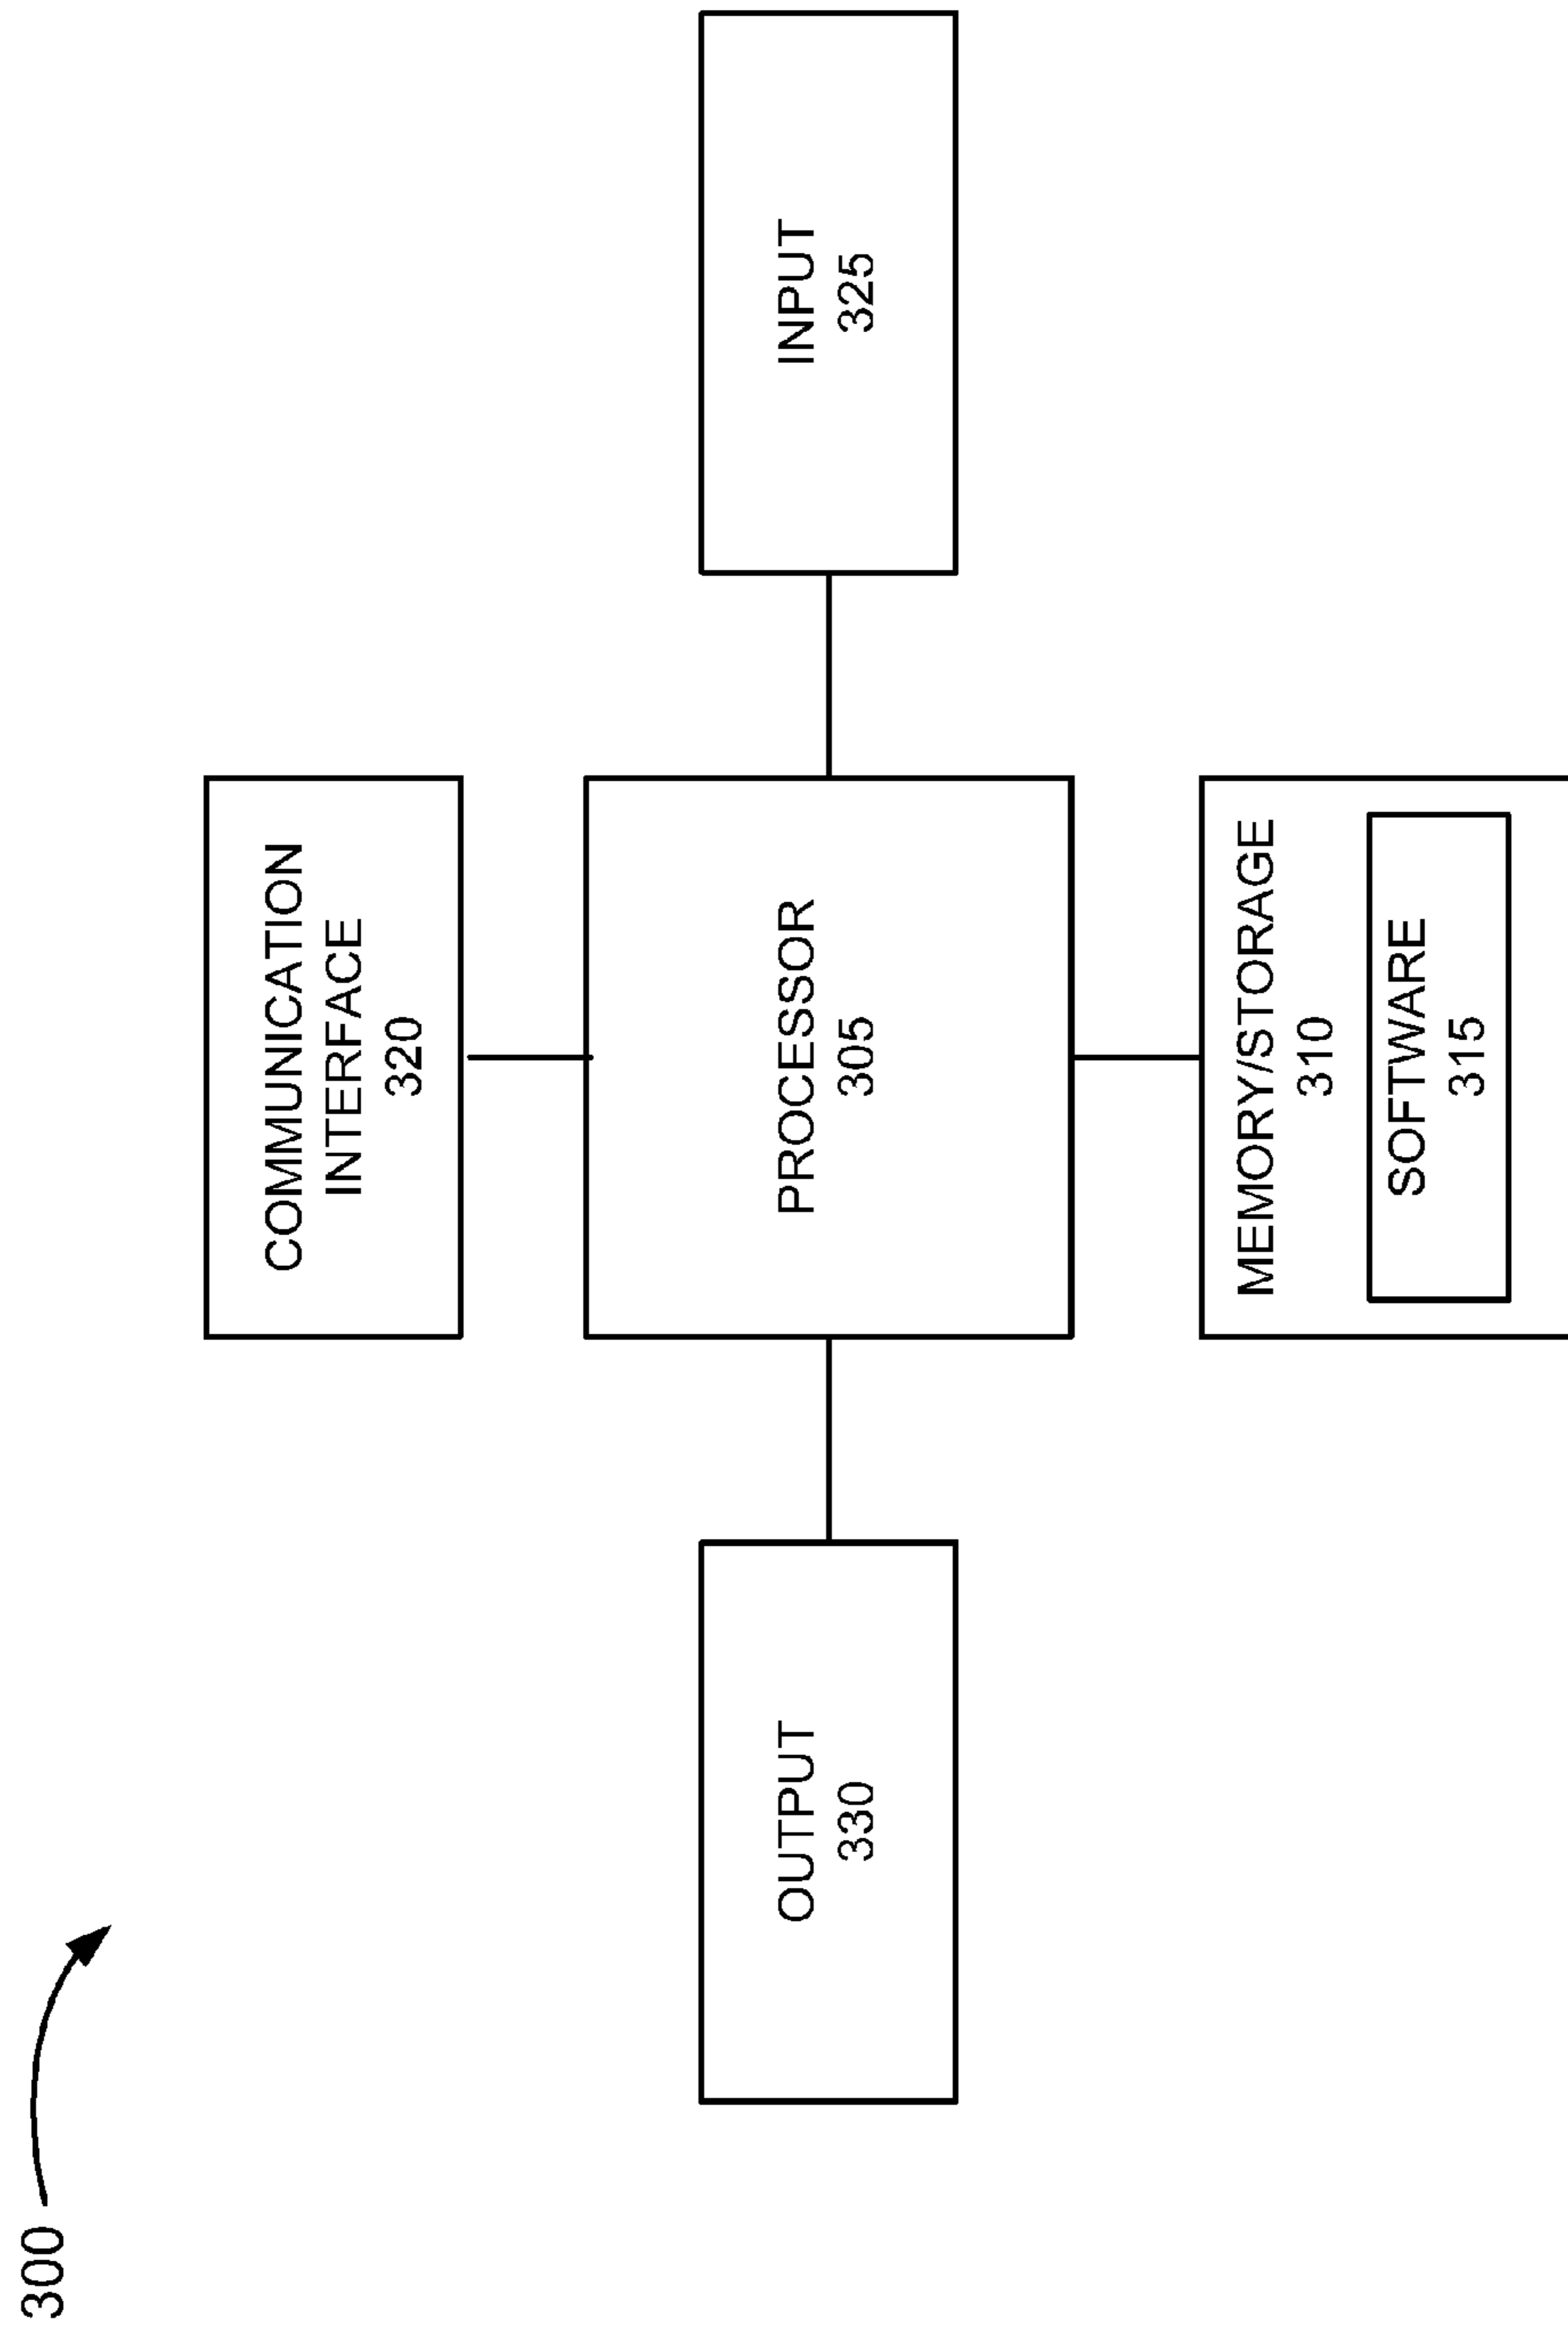 300
COMMUNICATION
INTERFACE
320
OUTPUT
330
PROCESSOR
305
INPUT
325
MEMORY/STORAGE
310
SOFTWARE
315